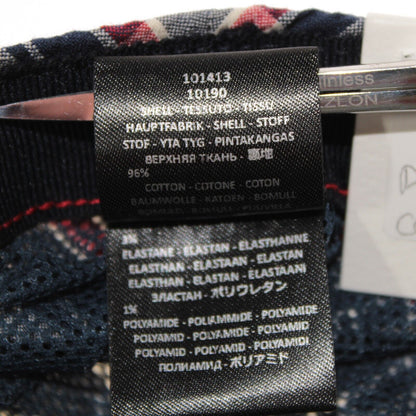 101413
10190
SHELL - TESSUTO - TISSU
HAUPTFABRIK - SHELL - STOFF
STOF - YTA TYG - PINTAKANGAS
ВЕРХНЯЯ ТКАНЬ - 表地
96%
COTTON - COTONE - COTON
BAUMWOLLE - KATOEN - BOMULL
3%
ELASTANE - ELASTAN - ELASTHANNE
ELASTHAN - ELASTAAN - ELASTAN
ELASTHAN - ELASTAN - ELASTAANI
ЭЛАСТАН - ポリウレタン
1%
POLYAMIDE - POLIAMMIDE - POLYAMIDE
POLYAMID - POLYAMIDE - POLYAMID
POLYAMID - POLYAMID - POLYAMIDI
ПОЛИАМИД - ポリアミド
inless
ZLON